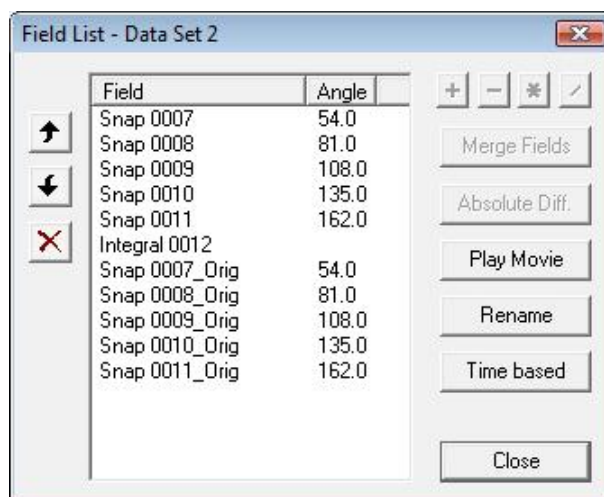 Field List - Data Set 2
Field Angle
Snap 0007 54.0
Snap 0008 81.0
Snap 0009 108.0
Snap 0010 135.0
Snap 0011 162.0
Integral 0012
Snap 0007_Orig 54.0
Snap 0008_Orig 81.0
Snap 0009_Orig 108.0
Snap 0010_Orig 135.0
Snap 0011_Orig 162.0
+ - * /
Merge Fields
Absolute Diff.
Play Movie
Rename
Time based
Close